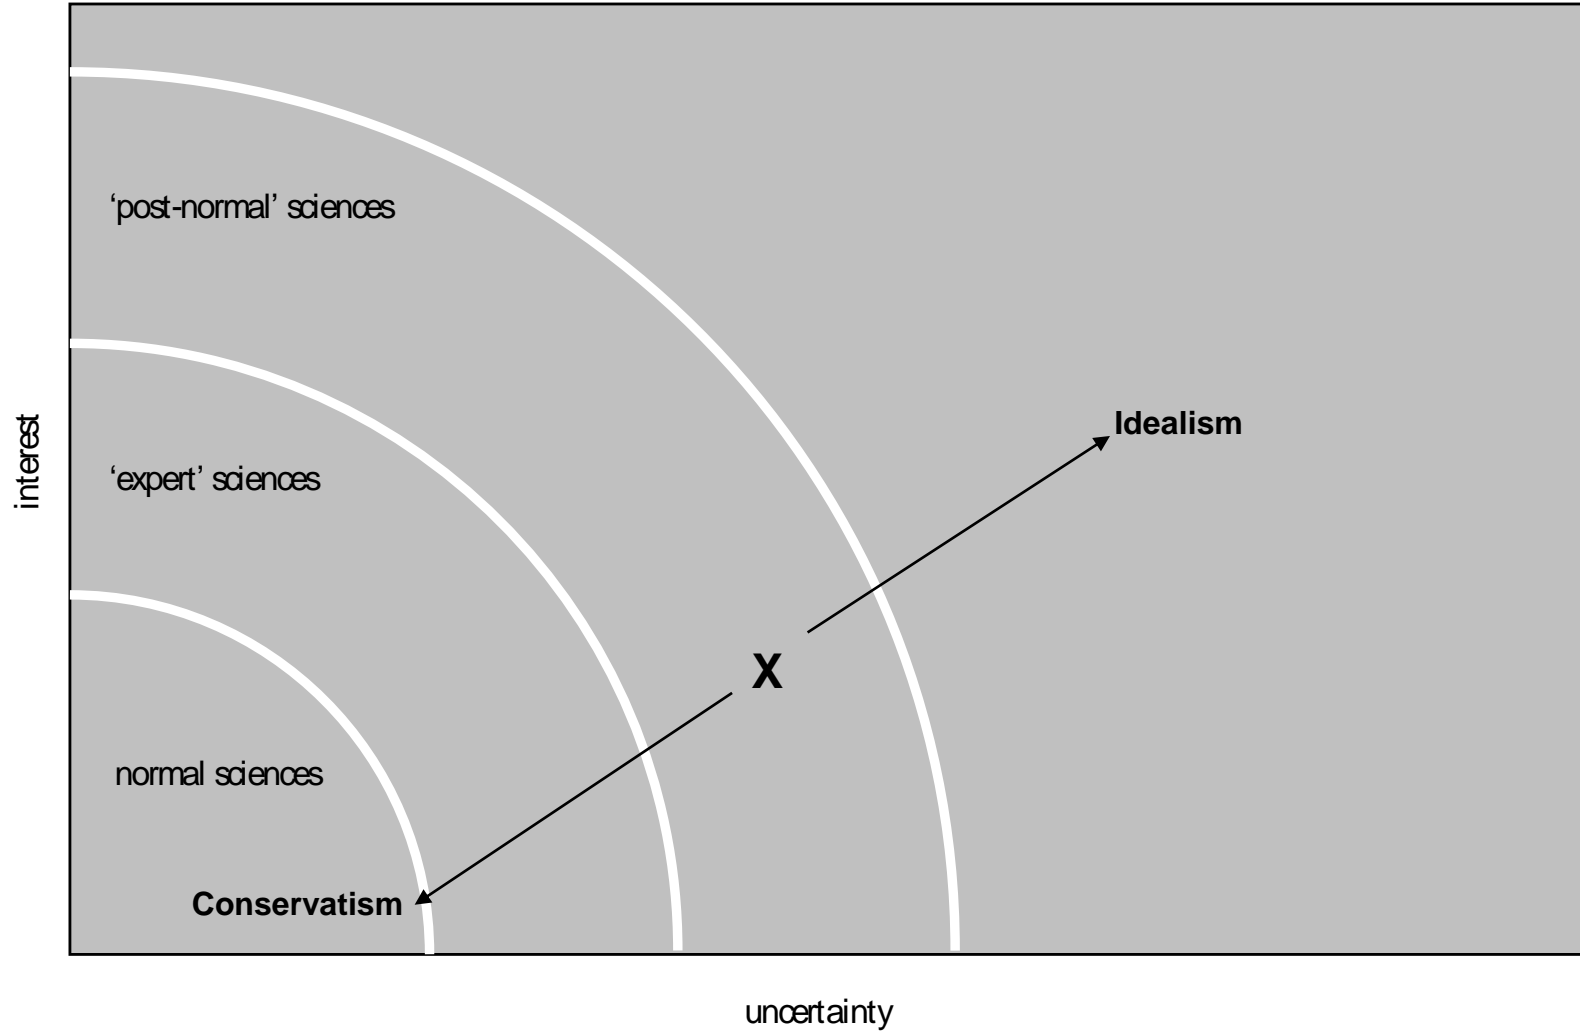 ‘post-normal’ sciences
Idealism
interest
‘expert’ sciences
X
normal sciences
Conservatism
uncertainty